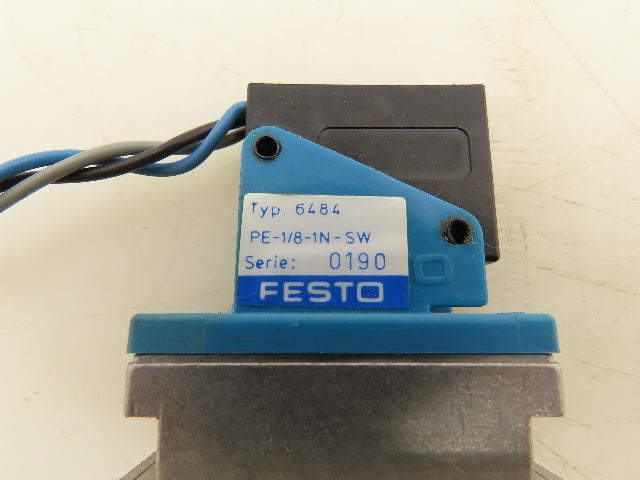 Typ. 6484
PE-1/8-1N-SW
Serie: 0190
FESTO